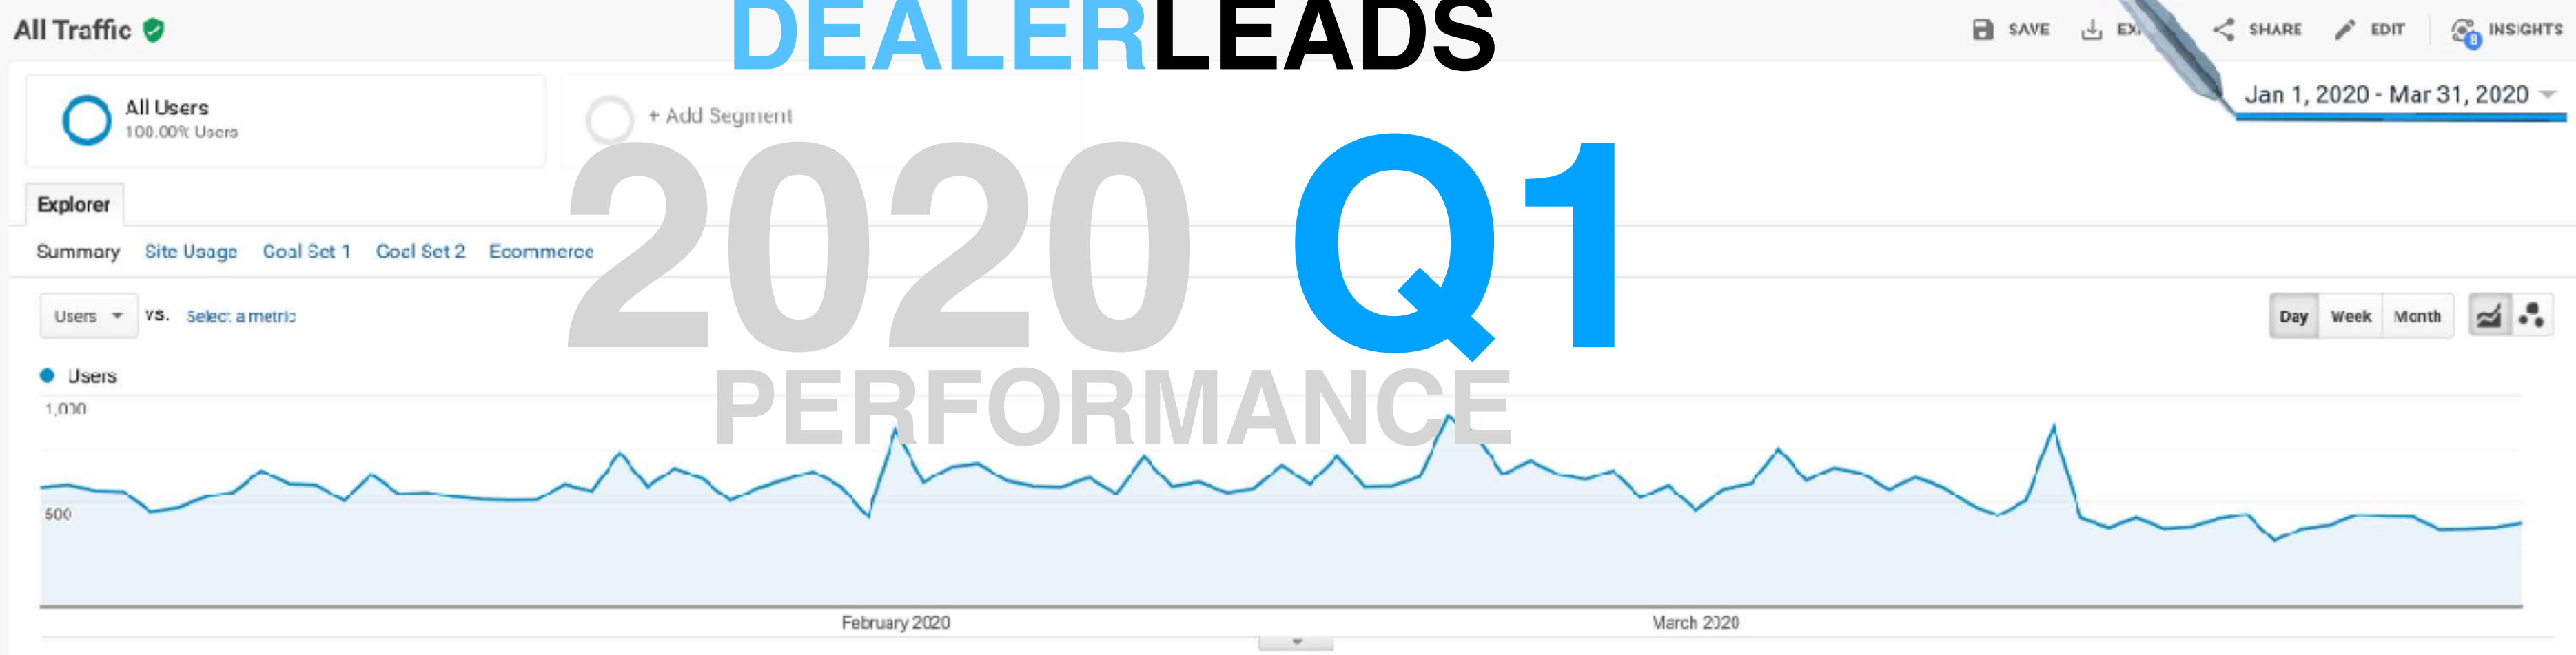 All Traffic
DEALERLEADS
SAVE
SHARE
EDIT
8
INSIGHTS
All Users
100.00% Users
+ Add Segment
Jan 1, 2020 - Mar 31, 2020
2020 Q1
Explorer
Summary Site Usage Goal Set 1 Goal Set 2 Ecommerce
Users VS. Select a metric
Day Week Month
PERFORMANCE
Users
1,000
500
February 2020
March 2020